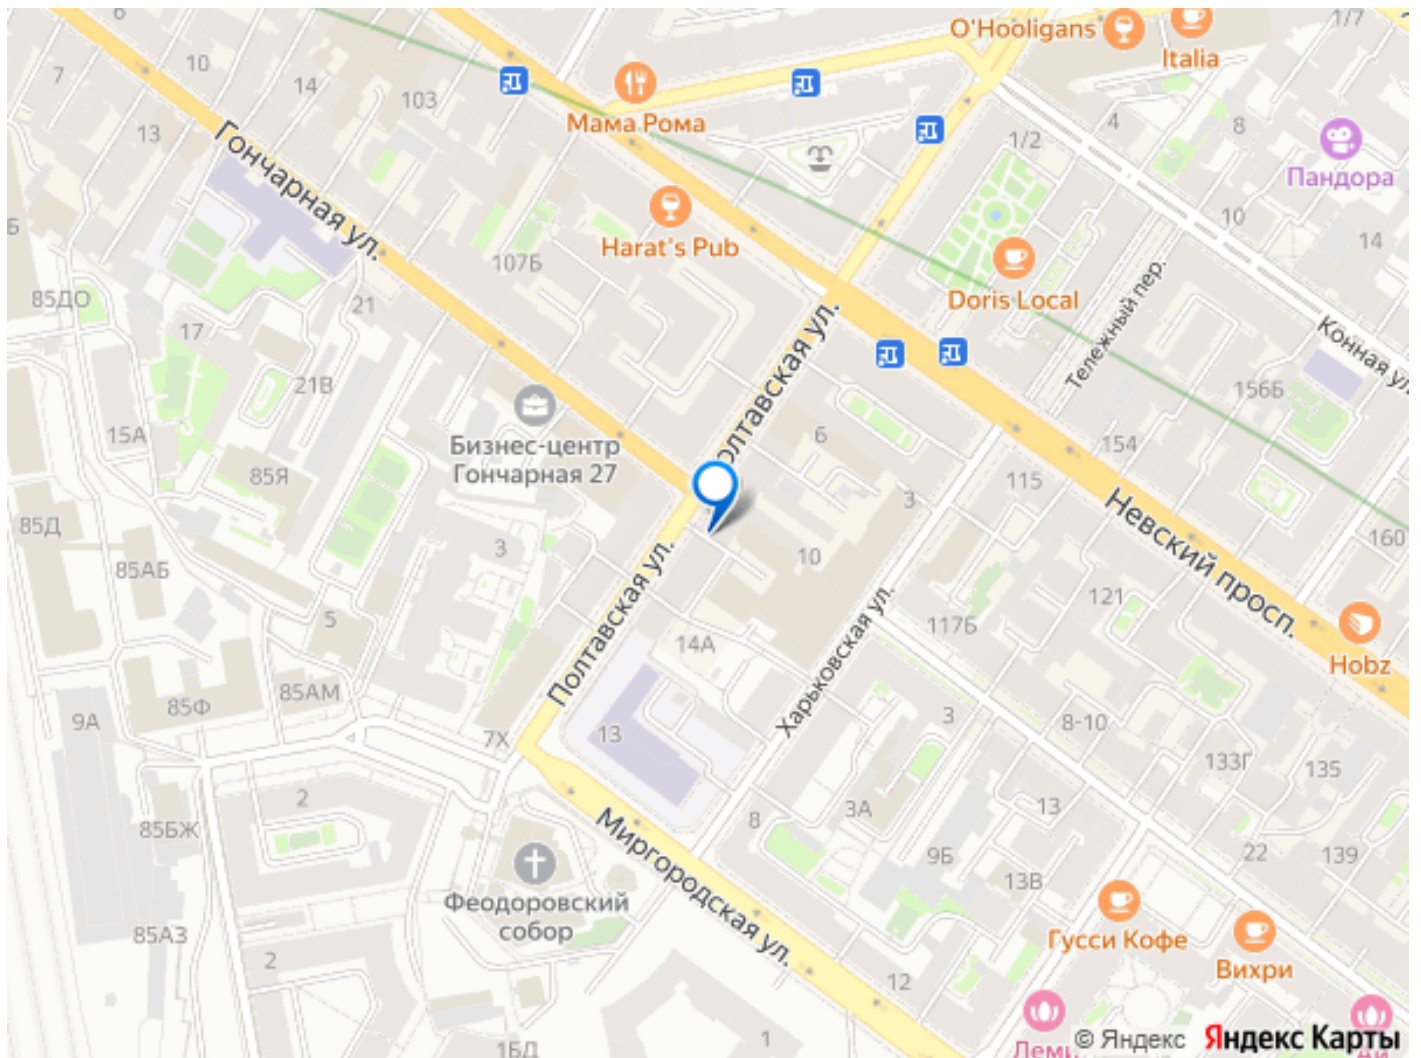 6
1/7
O'Hooligans
Italia
7
10
14
103
13
Мама Рома
1/2
4
8
Пандора
Гончарная ул.
Harat's Pub
107Б
10
14
Doris Local
Тележный пер.
Конная ул.
85ДО
17
21
21В
Полтавская ул.
156Б
Бизнес-центр
Гончарная 27
15А
85Я
6
154
115
3
Невский просп.
160
85Д
85АБ
3
10
5
121
117Б
Hobz
Полтавская ул.
14А
Харьковская ул.
85АМ
85Ф
9А
7Х
13
3
8-10
133Г
135
2
85БЖ
8
3А
13
9Б
22
139
13В
Миргородская ул.
Феодоровский
собор
85АЗ
2
Гусси Кофе
Вихри
12
1
1БД
Леми
© Яндекс
Яндекс Карты